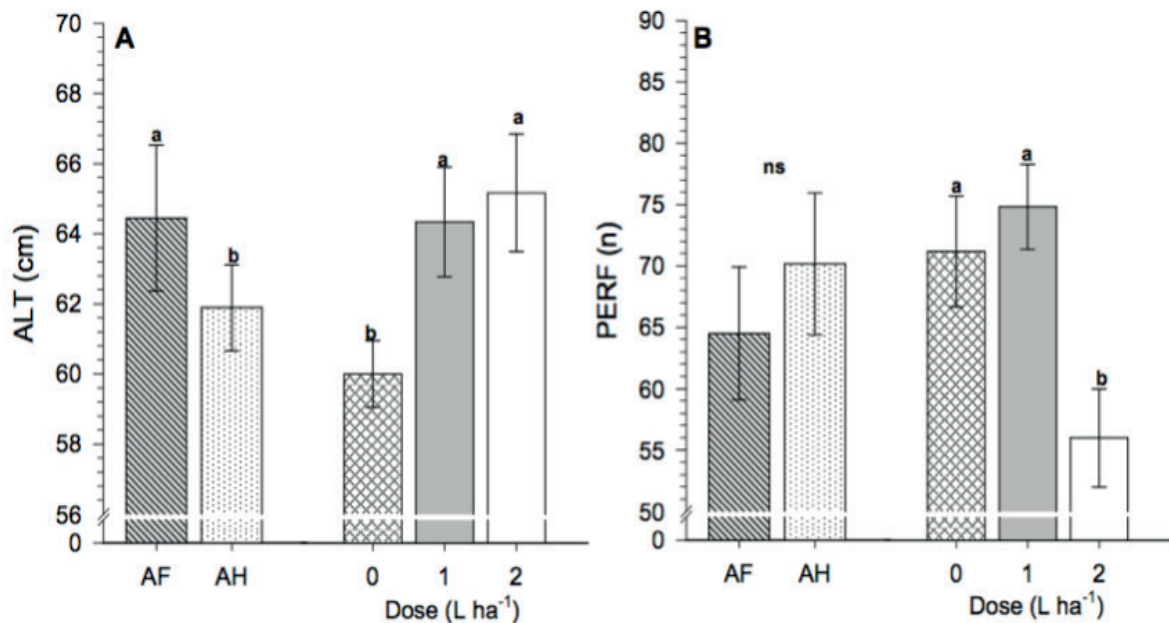 A
ALT (cm)
70
68
66
64
62
60
58
56
0
a
b
b
a
a
AF AH 0 1 2
Dose (L ha⁻¹)
B
PERF (n)
90
85
80
75
70
65
60
55
50
0
ns
a
a
b
AF AH 0 1 2
Dose (L ha⁻¹)